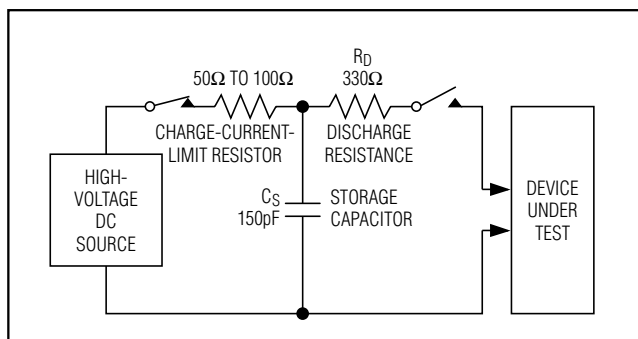 R_D
50Ω TO 100Ω
330Ω
CHARGE-CURRENT-
LIMIT RESISTOR
DISCHARGE
RESISTANCE
HIGH-
VOLTAGE
DC
SOURCE
C_S
150pF
STORAGE
CAPACITOR
DEVICE
UNDER
TEST